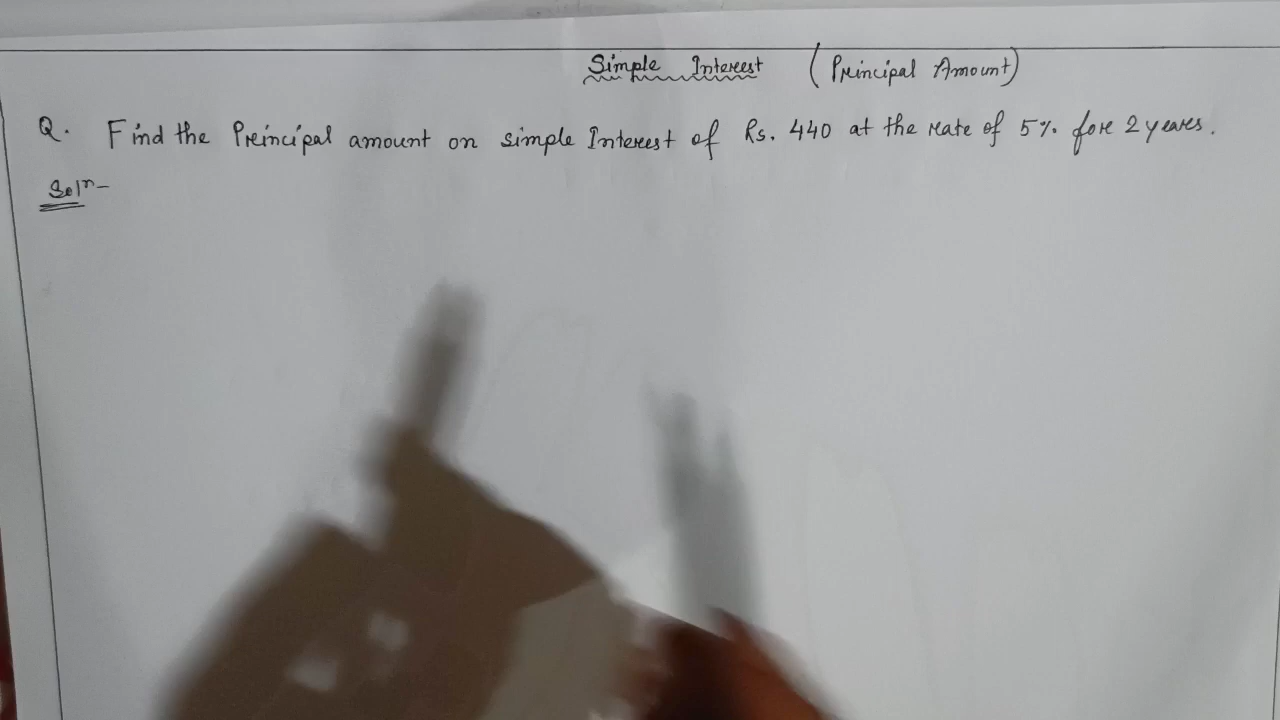 Simple Interest (Principal Amount)
Q. Find the Principal amount on simple Interest of Rs. 440 at the rate of 5% for 2 years.
Solⁿ-